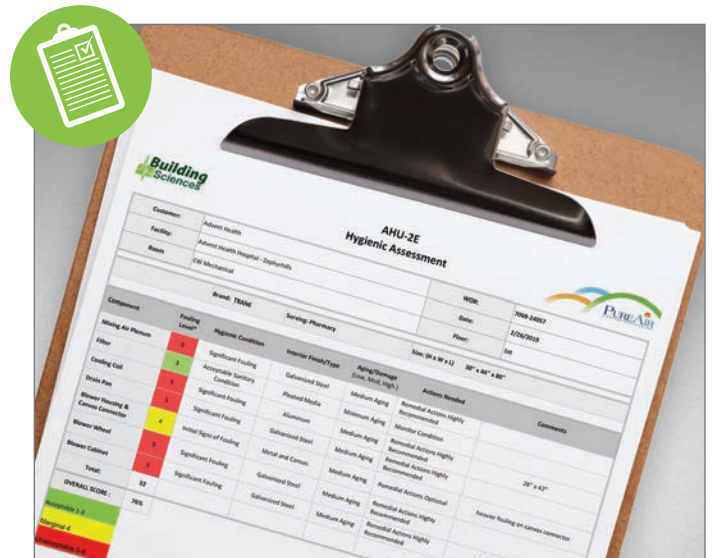 Building
Sciences
AHU-2E
Hygienic Assessment
PUREAIR
Customer: Advent Health
Facility: Advent Health Hospital - Zephyrhills
Room CW Mechanical
WO#: 7069-24057
Date: 2/26/2019
Floor: 1st
Brand: TRANE Serving: Pharmacy Size: (H x W x L) 30" x 44" x 80"
Component Fouling Level* Hygienic Condition Interior Finish/Type Aging/Damage (Low, Med, High) Actions Needed Comments
Mixing Air Plenum 5 Significant Fouling Galvanized Steel Medium Aging Remedial Actions Highly Recommended
Filter 3 Acceptable Sanitary Condition Pleated Media Minimum Aging Monitor Condition
Cooling Coil 5 Significant Fouling Aluminum Medium Aging Remedial Actions Highly Recommended 28" x 42"
Drain Pan 5 Significant Fouling Galvanized Steel Medium Aging Remedial Actions Highly Recommended
Blower Housing & Canvas Connector 4 Initial Signs of Fouling Metal and Canvas Medium Aging Remedial Actions Optional heavier fouling on canvas connector
Blower Wheel 5 Significant Fouling Galvanized Steel Medium Aging Remedial Actions Highly Recommended
Blower Cabinet 5 Significant Fouling Galvanized Steel Medium Aging Remedial Actions Highly Recommended
Total: 32
OVERALL SCORE: 76%
Acceptable 1-3
Marginal 4
Unacceptable 5-6